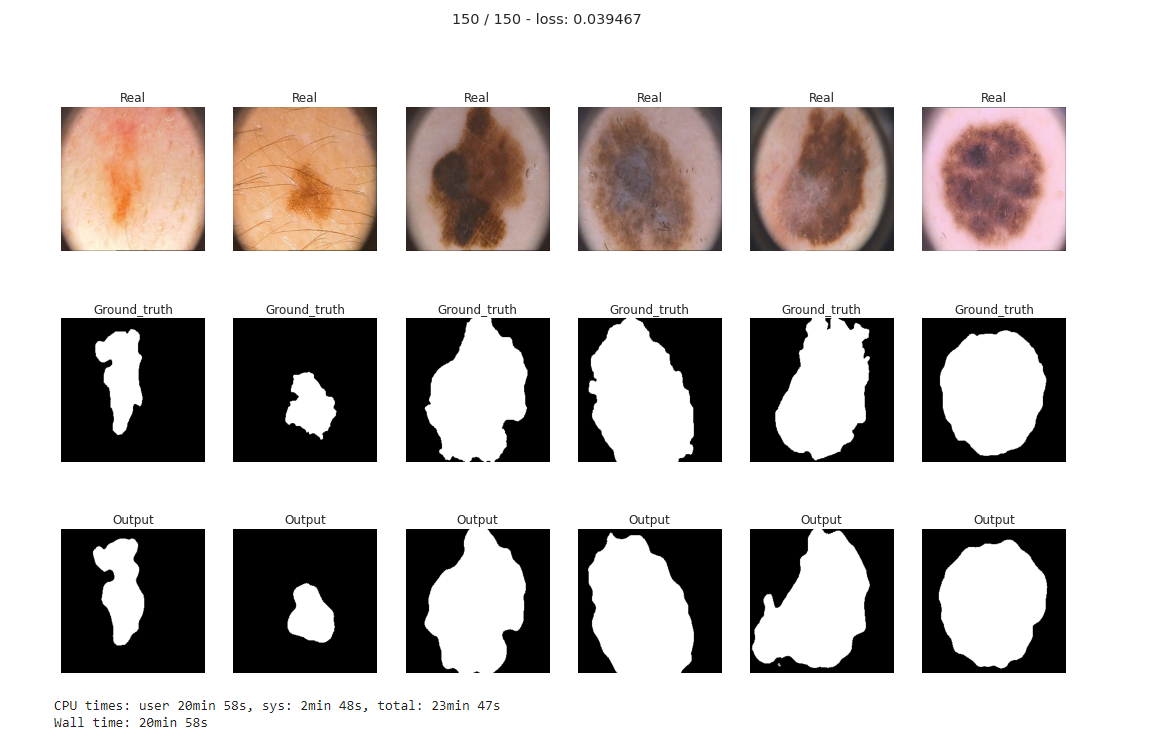 150 / 150 - loss: 0.039467
Real Real Real Real Real Real
Ground_truth Ground_truth Ground_truth Ground_truth Ground_truth Ground_truth
Output Output Output Output Output Output
CPU times: user 20min 58s, sys: 2min 48s, total: 23min 47s
Wall time: 20min 58s